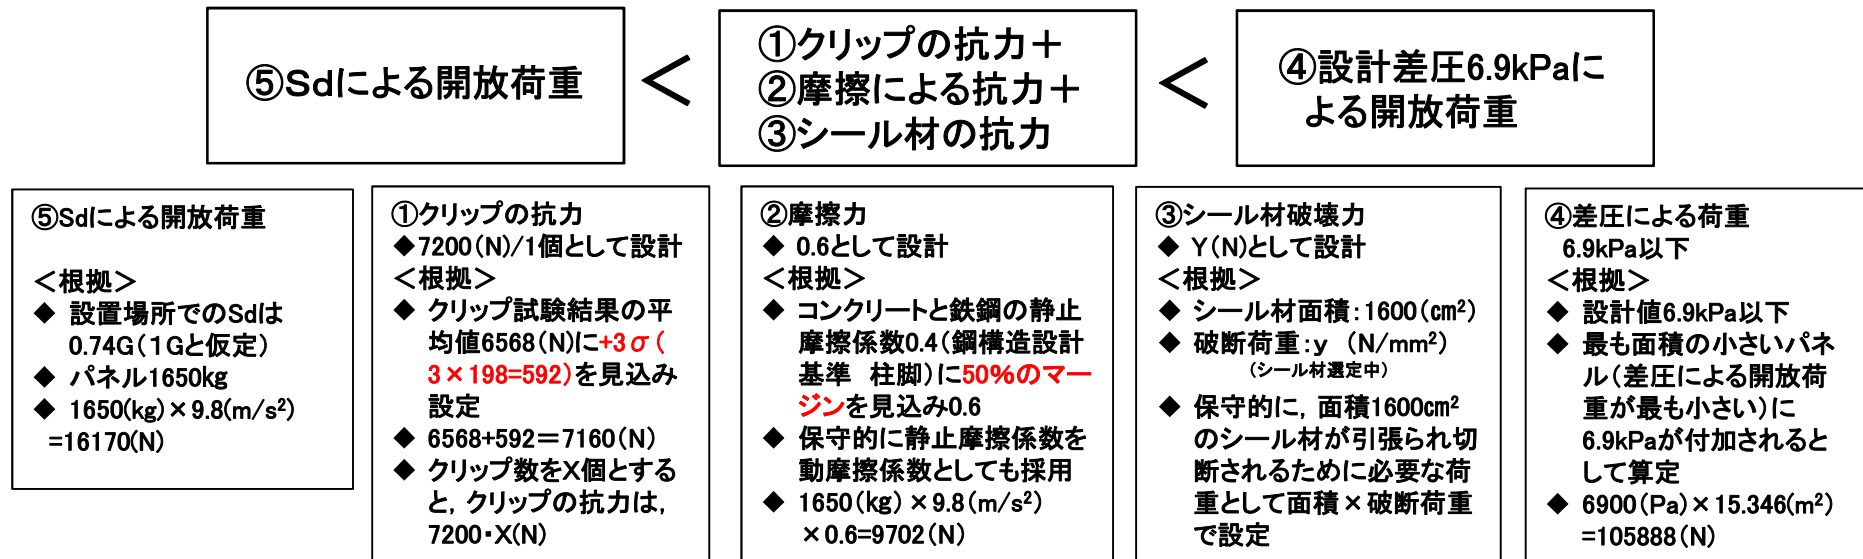 ⑤Sdによる開放荷重
＜
①クリップの抗力＋
②摩擦による抗力＋
③シール材の抗力
＜
④設計差圧6.9kPaに
よる開放荷重
⑤Sdによる開放荷重
＜根拠＞
◆ 設置場所でのSdは
0.74G（１Gと仮定）
◆ パネル1650kg
◆ 1650(kg)×9.8(m/s²)
=16170(N)
①クリップの抗力
◆7200（N）/1個として設計
＜根拠＞
◆ クリップ試験結果の平
均値6568（N）に+3σ（
3×198=592）を見込み
設定
◆ 6568+592＝7160（N）
◆ クリップ数をX個とする
と，クリップの抗力は，
7200・X(N)
②摩擦力
◆ 0.6として設計
＜根拠＞
◆ コンクリートと鉄鋼の静止
摩擦係数0.4（鋼構造設計
基準　柱脚）に50%のマー
ジンを見込み0.6
◆ 保守的に静止摩擦係数を
動摩擦係数としても採用
◆ 1650（kg）×9.8（m/s²）
×0.6=9702（N）
③シール材破壊力
◆ Y（N）として設計
＜根拠＞
◆ シール材面積：1600（cm²）
◆ 破断荷重：y （N/mm²）
（シール材選定中）
◆ 保守的に，面積1600cm²
のシール材が引張られ切
断されるために必要な荷
重として面積×破断荷重
で設定
④差圧による荷重
6.9kPa以下
＜根拠＞
◆ 設計値6.9kPa以下
◆ 最も面積の小さいパネ
ル（差圧による開放荷
重が最も小さい）に
6.9kPaが付加されると
して算定
◆ 6900（Pa）×15.346(m²)
=105888（N）